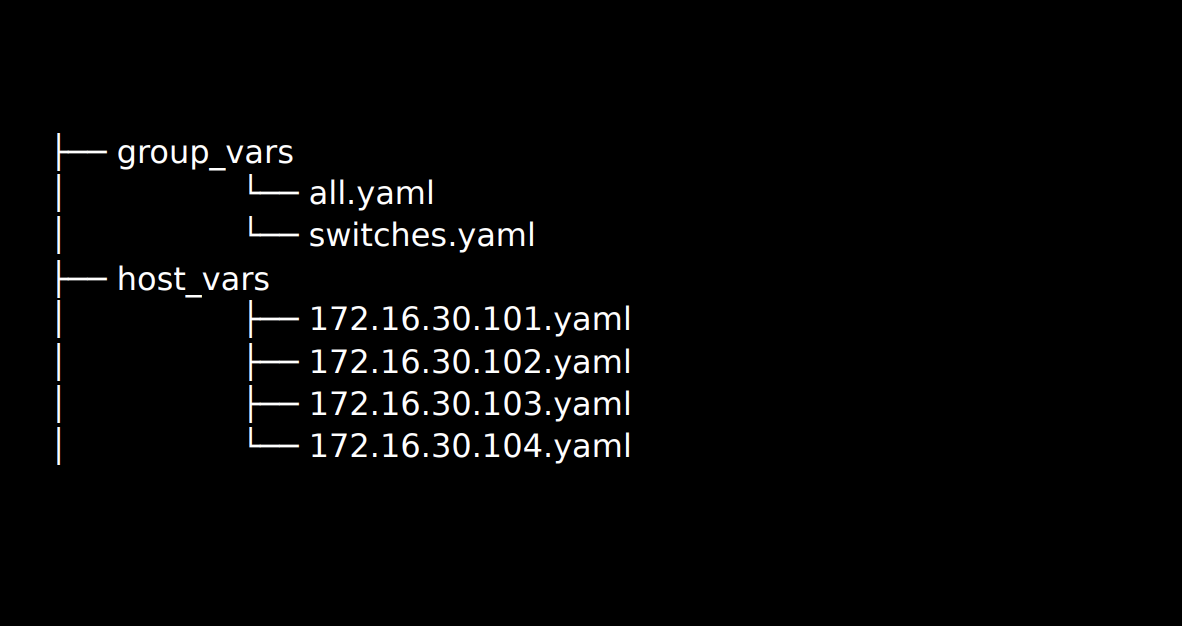 ├── group_vars
│ └── all.yaml
│ └── switches.yaml
├── host_vars
│ ├── 172.16.30.101.yaml
│ ├── 172.16.30.102.yaml
│ ├── 172.16.30.103.yaml
│ └── 172.16.30.104.yaml